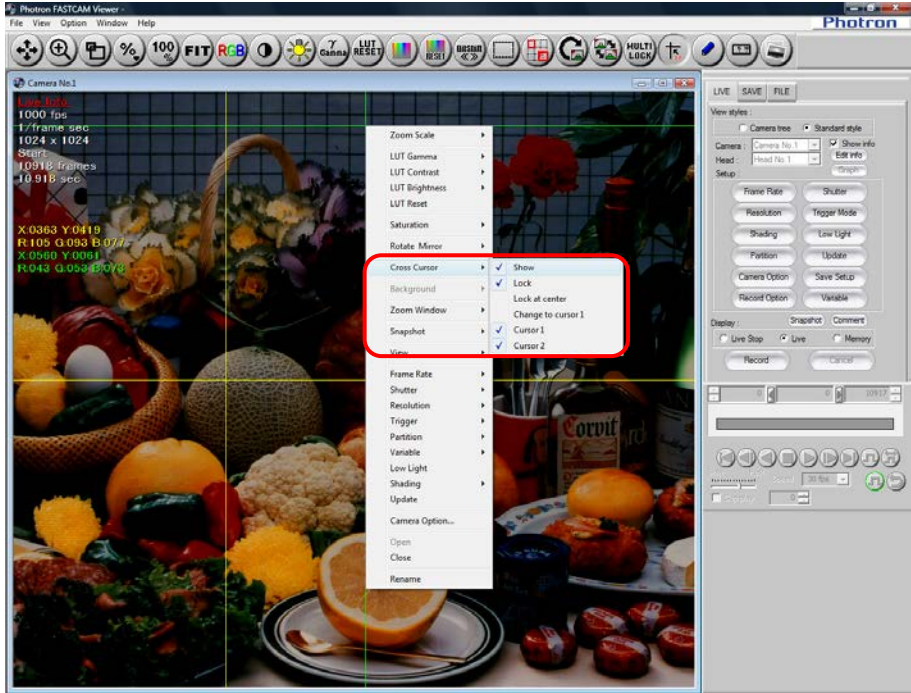 Photron FASTCAM Viewer -
File View Option Window Help
Photron
% 100 % FIT RGB γ Gamma LUT RESET RESET MULTI LOCK
Camera No.1
Live Info
1000 fps
1/frame sec
1024 x 1024
Start
10918 frames
10.918 sec
X:0363 Y:0419
R:105 G:093 B:077
X:0560 Y:0061
R:043 G:053 B:073
Zoom Scale
LUT Gamma
LUT Contrast
LUT Brightness
LUT Reset
Saturation
Rotate Mirror
Cross Cursor
Background
Zoom Window
Snapshot
View
Frame Rate
Shutter
Resolution
Trigger
Partition
Variable
Low Light
Shading
Update
Camera Option...
Open
Close
Rename
Show
Lock
Lock at center
Change to cursor 1
Cursor 1
Cursor 2
Corvit
LIVE SAVE FILE
View styles :
Camera tree Standard style
Camera : Camera No.1 Show info
Head : Head No.1 Edit info
Setup Graph
Frame Rate Shutter
Resolution Trigger Mode
Shading Low Light
Partition Update
Camera Option Save Setup
Record Option Variable
Display : Snapshot Comment
Live Stop Live Memory
Record Cancel
0 0 10917
30 fps
0